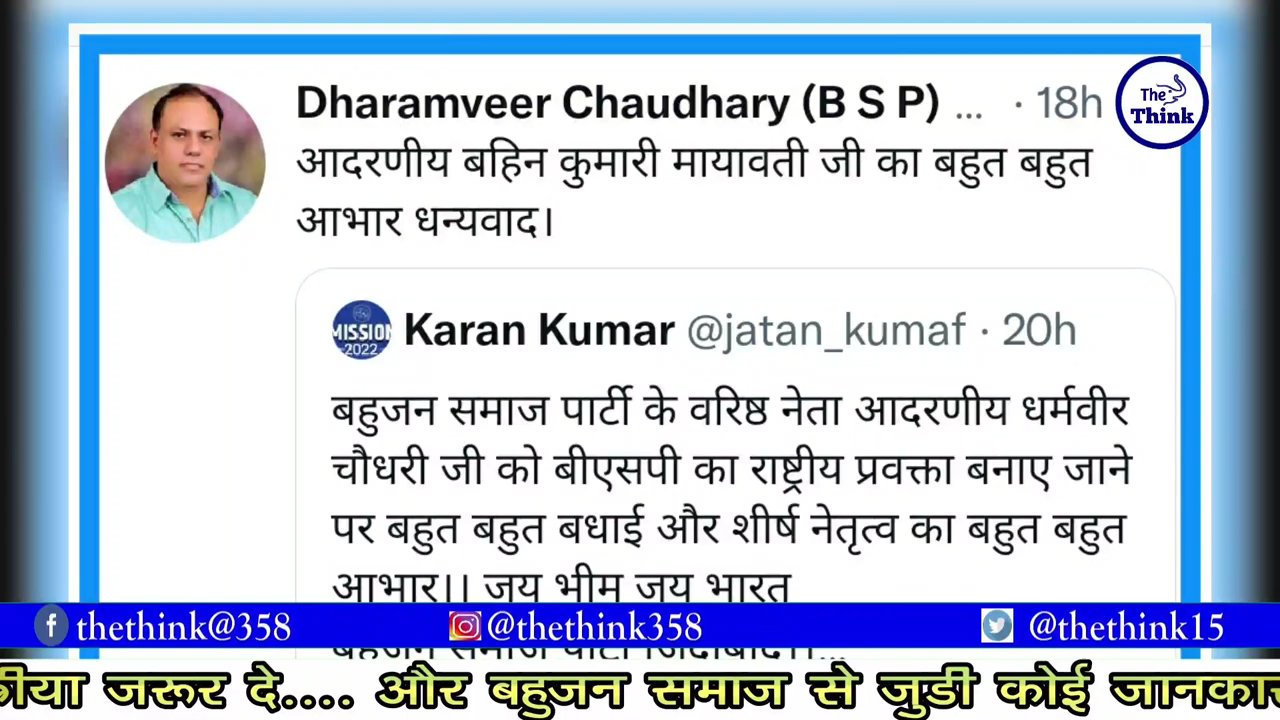 Dharamveer Chaudhary (B S P) ... · 18h
The
Think
आदरणीय बहिन कुमारी मायावती जी का बहुत बहुत
आभार धन्यवाद।
MISSION
2022
Karan Kumar @jatan_kumaf · 20h
बहुजन समाज पार्टी के वरिष्ठ नेता आदरणीय धर्मवीर
चौधरी जी को बीएसपी का राष्ट्रीय प्रवक्ता बनाए जाने
पर बहुत बहुत बधाई और शीर्ष नेतृत्व का बहुत बहुत
आभार।। जय भीम जय भारत
thethink@358
@thethink358
@thethink15
जरूर दे.... और बहुजन समाज से जुडी कोई